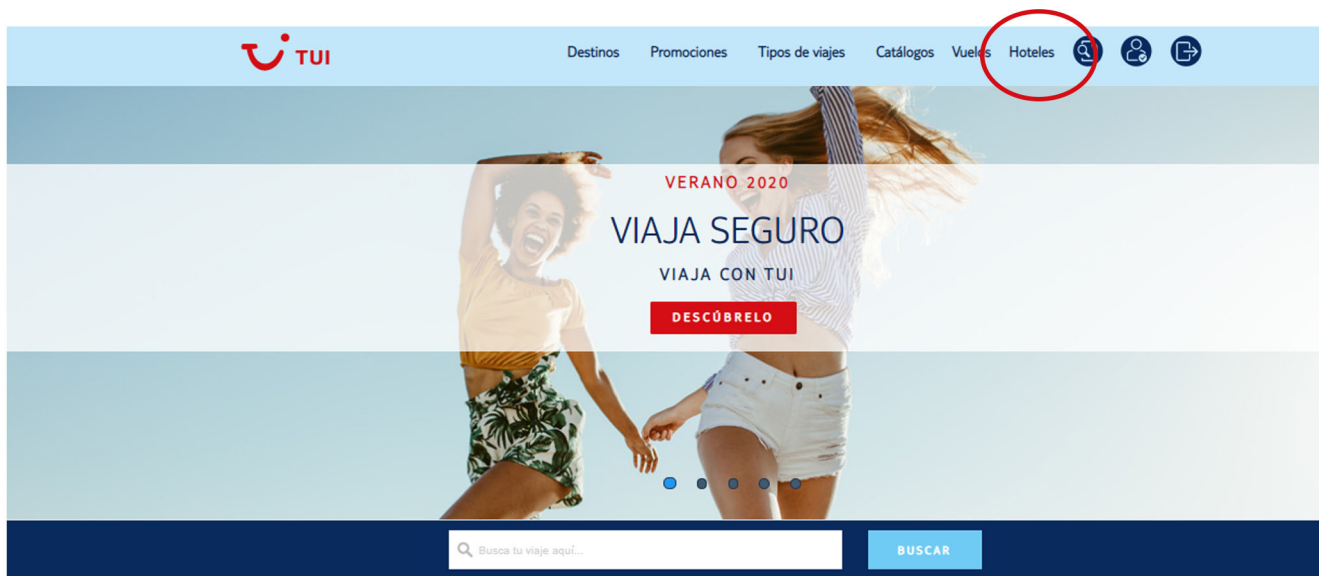 TUI
Destinos Promociones Tipos de viajes Catálogos Vuelos Hoteles
VERANO 2020
VIAJA SEGURO
VIAJA CON TUI
DESCÚBRELO
Busca tu viaje aquí...
BUSCAR